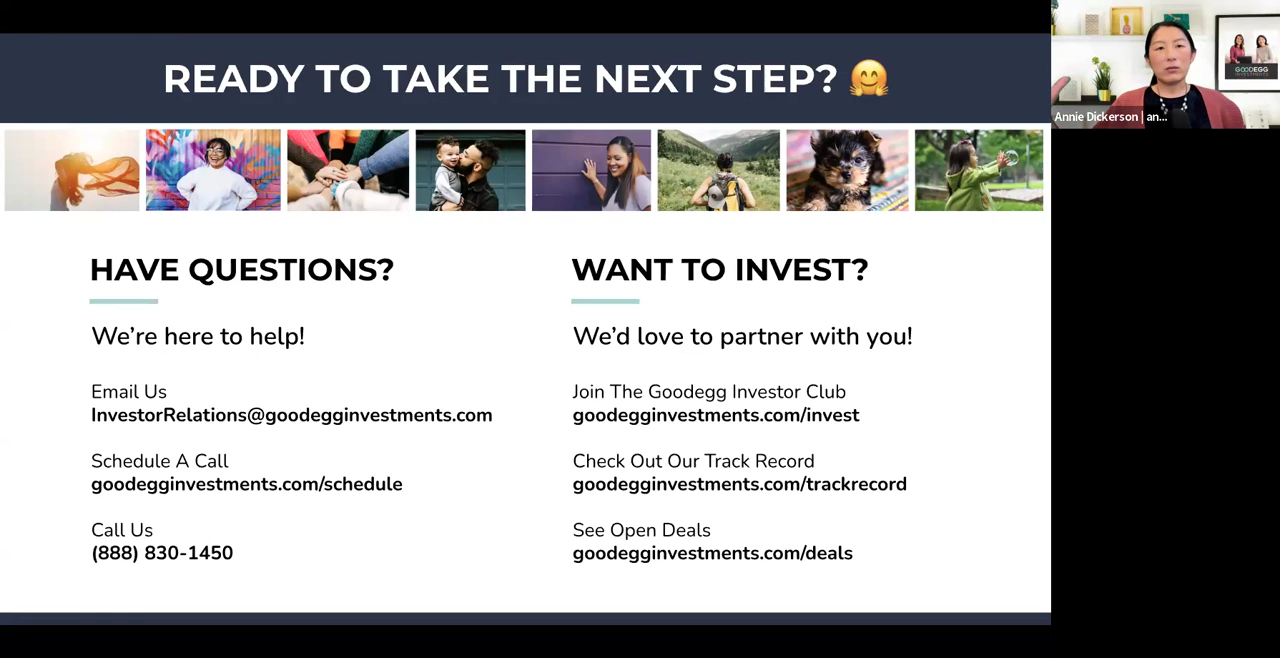 READY TO TAKE THE NEXT STEP? 🤗
GOODEGG
INVESTMENTS
Annie Dickerson | an...
HAVE QUESTIONS?
We’re here to help!
Email Us
InvestorRelations@goodegginvestments.com
Schedule A Call
goodegginvestments.com/schedule
Call Us
(888) 830-1450
WANT TO INVEST?
We’d love to partner with you!
Join The Goodegg Investor Club
goodegginvestments.com/invest
Check Out Our Track Record
goodegginvestments.com/trackrecord
See Open Deals
goodegginvestments.com/deals